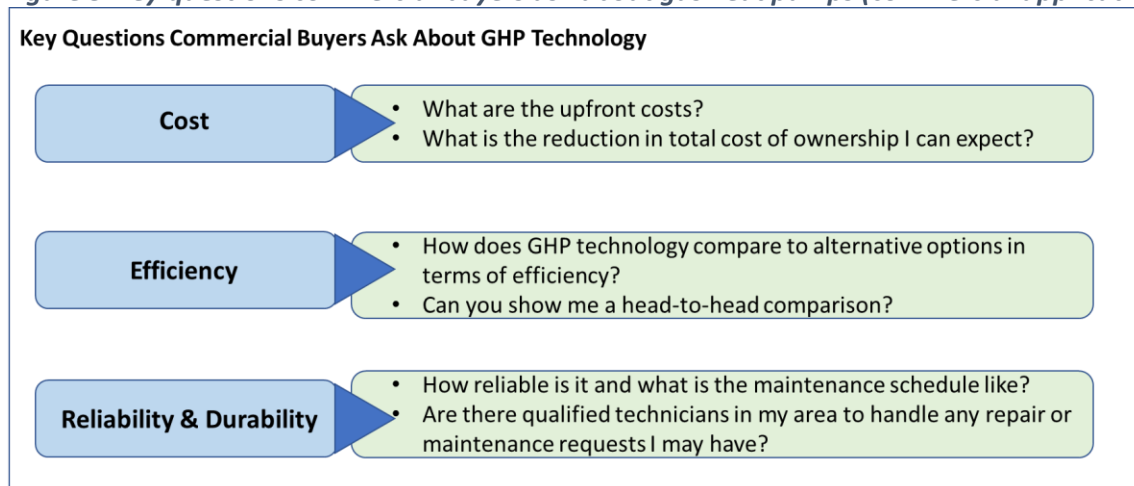 Key Questions Commercial Buyers Ask About GHP Technology
Cost
• What are the upfront costs?
• What is the reduction in total cost of ownership I can expect?
Efficiency
• How does GHP technology compare to alternative options in
terms of efficiency?
• Can you show me a head-to-head comparison?
Reliability & Durability
• How reliable is it and what is the maintenance schedule like?
• Are there qualified technicians in my area to handle any repair or
maintenance requests I may have?